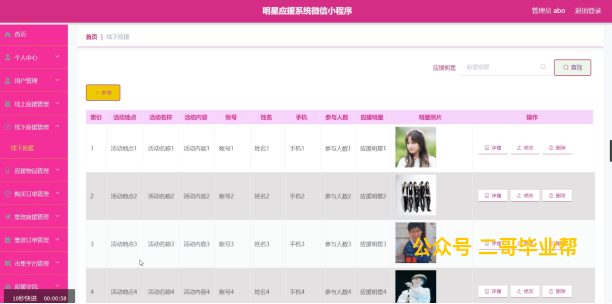 明星应援系统微信小程序
管理员 abo 退出登录
首页
个人中心
用户管理
线上应援管理
线下应援管理
线下应援
应援物品管理
购买订单管理
集资应援管理
集资订单管理
出售平台管理
应援交流
首页 | 线下应援
应援明星 应援明星 查询
+ 新增
索引 活动地点 活动名称 活动内容 账号 姓名 手机 参与人数 应援明星 明星照片 操作
1 活动地点1 活动名称1 活动内容1 账号1 姓名1 手机1 参与人数1 应援明星1 详情 修改 删除
2 活动地点2 活动名称2 活动内容2 账号2 姓名2 手机2 参与人数2 应援明星2 详情 修改 删除
3 活动地点3 活动名称3 活动内容3 账号3 姓名3 手机3 参与人数3 应援明星3 详情 修改 删除
公众号 二哥毕业帮
4 活动地点4 活动名称4 活动内容4 账号4 姓名4 手机4 参与人数4 应援明星4 详情 修改 删除
10秒快进 00:00:58